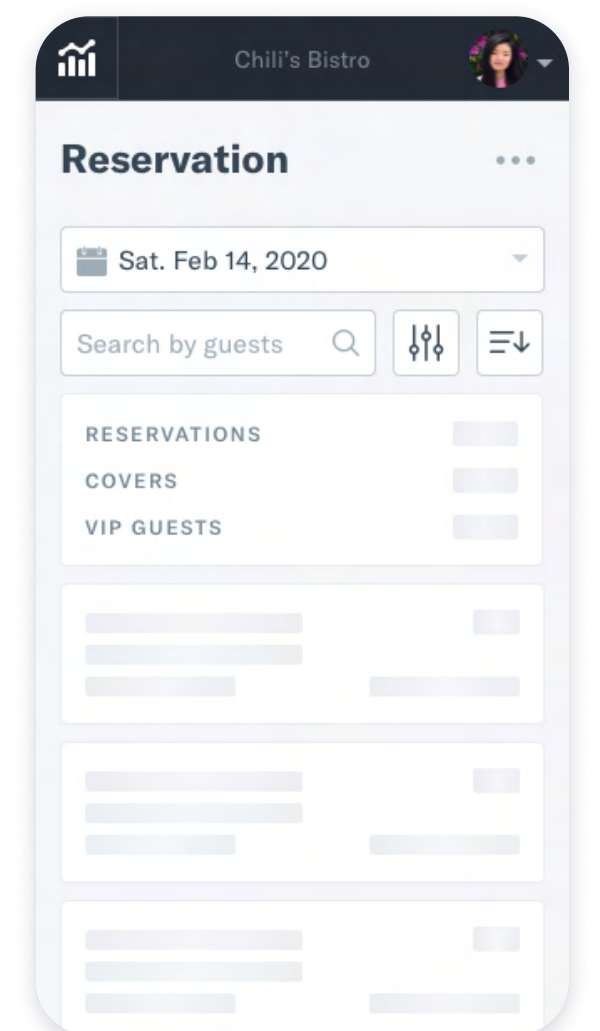 Chili's Bistro
Reservation
Sat. Feb 14, 2020
Search by guests
RESERVATIONS
COVERS
VIP GUESTS